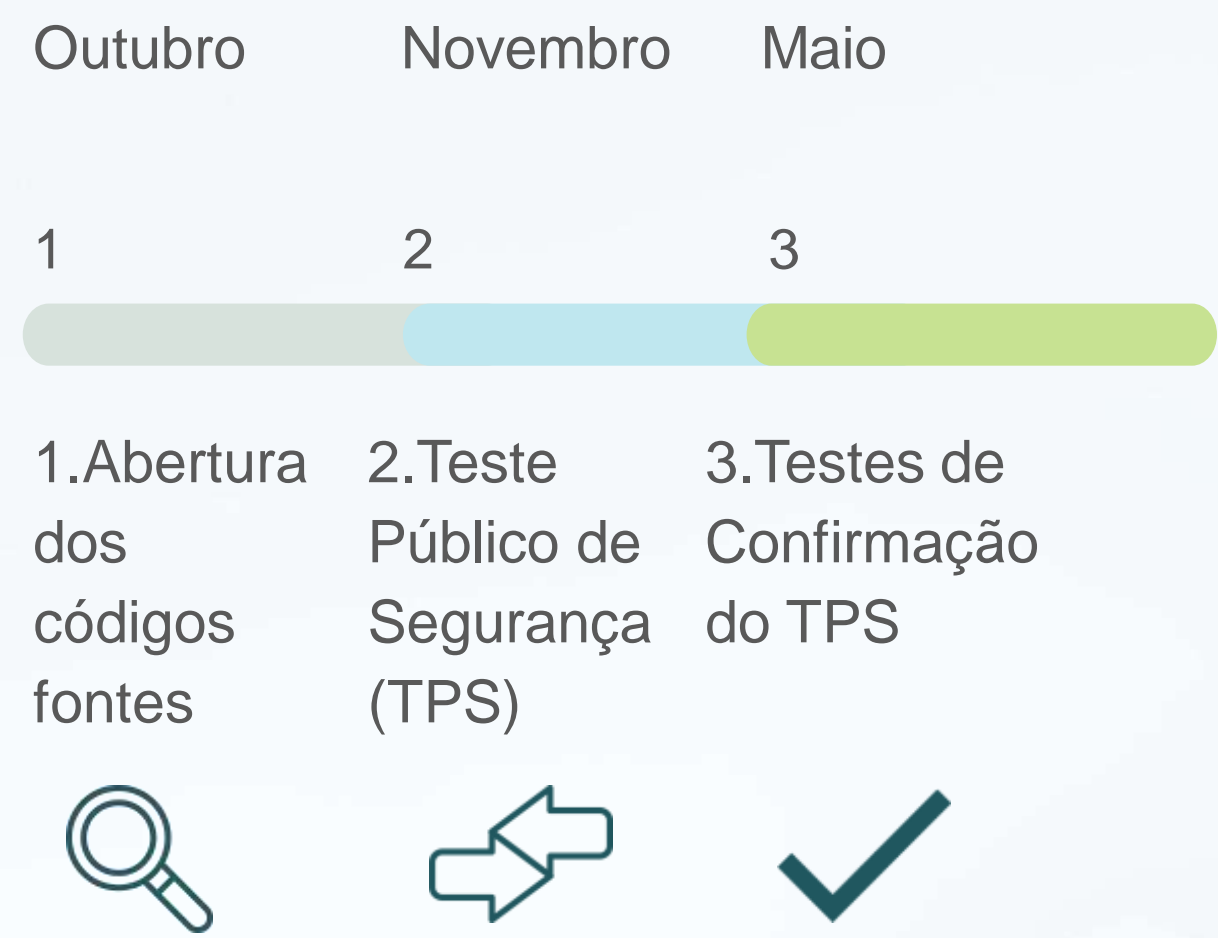 Outubro
Novembro
Maio
1
2
3
1.Abertura
dos
códigos
fontes
2.Teste
Público de
Segurança
(TPS)
3.Testes de
Confirmação
do TPS